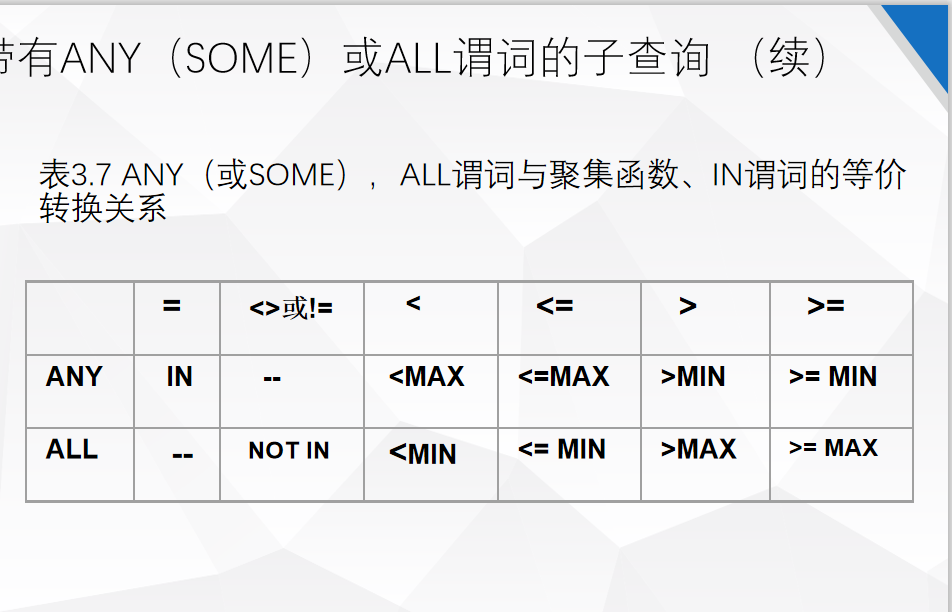 带有ANY（SOME）或ALL谓词的子查询 （续）
表3.7 ANY（或SOME），ALL谓词与聚集函数、IN谓词的等价
转换关系
= <>或!= < <= > >=
ANY IN -- <MAX <=MAX >MIN >= MIN
ALL -- NOT IN <MIN <= MIN >MAX >= MAX